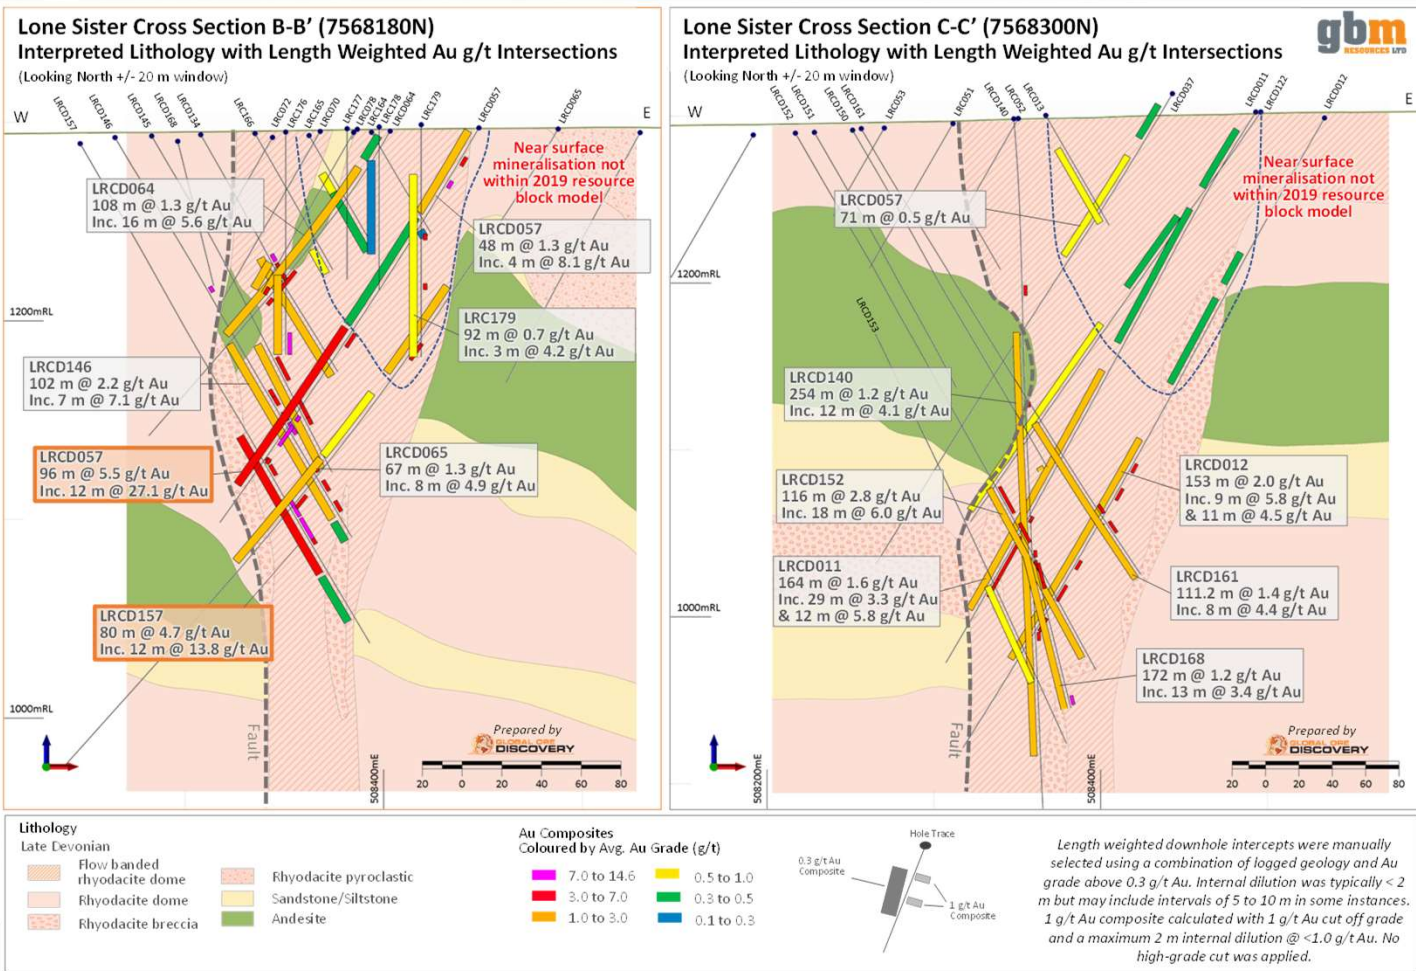 Lone Sister Cross Section B-B’ (7568180N)
Interpreted Lithology with Length Weighted Au g/t Intersections
(Looking North +/- 20 m window)
W
LRCD157
LRCD146
LRCD145
LRCD168
LRCD134
LRC166
LRC072
LRC176
LRC165
LRC070
LRC177
LRC078
LRC164
LRC178
LRCD064
LRC179
LRCD057
LRCD065
E
Near surface
mineralisation not
within 2019 resource
block model
LRCD064
108 m @ 1.3 g/t Au
Inc. 16 m @ 5.6 g/t Au
LRCD057
48 m @ 1.3 g/t Au
Inc. 4 m @ 8.1 g/t Au
1200mRL
LRC179
92 m @ 0.7 g/t Au
Inc. 3 m @ 4.2 g/t Au
LRCD146
102 m @ 2.2 g/t Au
Inc. 7 m @ 7.1 g/t Au
LRCD057
96 m @ 5.5 g/t Au
Inc. 12 m @ 27.1 g/t Au
LRCD065
67 m @ 1.3 g/t Au
Inc. 8 m @ 4.9 g/t Au
LRCD157
80 m @ 4.7 g/t Au
Inc. 12 m @ 13.8 g/t Au
1000mRL
Fault
Prepared by
GLOBAL ORE
DISCOVERY
508400mE
20 0 20 40 60 80
Lone Sister Cross Section C-C’ (7568300N)
Interpreted Lithology with Length Weighted Au g/t Intersections
(Looking North +/- 20 m window)
gbm
RESOURCES LTD
W
LRCD152
LRCD151
LRCD150
LRCD161
LRC053
LRC051
LRCD140
LRC052
LRC013
LRCD037
LRCD011
LRCD122
LRCD012
E
Near surface
mineralisation not
within 2019 resource
block model
LRCD057
71 m @ 0.5 g/t Au
1200mRL
LRCD153
LRCD140
254 m @ 1.2 g/t Au
Inc. 12 m @ 4.1 g/t Au
LRCD152
116 m @ 2.8 g/t Au
Inc. 18 m @ 6.0 g/t Au
LRCD012
153 m @ 2.0 g/t Au
Inc. 9 m @ 5.8 g/t Au
& 11 m @ 4.5 g/t Au
LRCD011
164 m @ 1.6 g/t Au
Inc. 29 m @ 3.3 g/t Au
& 12 m @ 5.8 g/t Au
LRCD161
111.2 m @ 1.4 g/t Au
Inc. 8 m @ 4.4 g/t Au
1000mRL
LRCD168
172 m @ 1.2 g/t Au
Inc. 13 m @ 3.4 g/t Au
Fault
Prepared by
GLOBAL ORE
DISCOVERY
508200mE
508400mE
20 0 20 40 60 80
Lithology
Late Devonian
Flow banded
rhyodacite dome
Rhyodacite dome
Rhyodacite breccia
Rhyodacite pyroclastic
Sandstone/Siltstone
Andesite
Au Composites
Coloured by Avg. Au Grade (g/t)
7.0 to 14.6
3.0 to 7.0
1.0 to 3.0
0.5 to 1.0
0.3 to 0.5
0.1 to 0.3
Hole Trace
0.3 g/t Au
Composite
1 g/t Au
Composite
Length weighted downhole intercepts were manually
selected using a combination of logged geology and Au
grade above 0.3 g/t Au. Internal dilution was typically < 2
m but may include intervals of 5 to 10 m in some instances.
1 g/t Au composite calculated with 1 g/t Au cut off grade
and a maximum 2 m internal dilution @ <1.0 g/t Au. No
high-grade cut was applied.